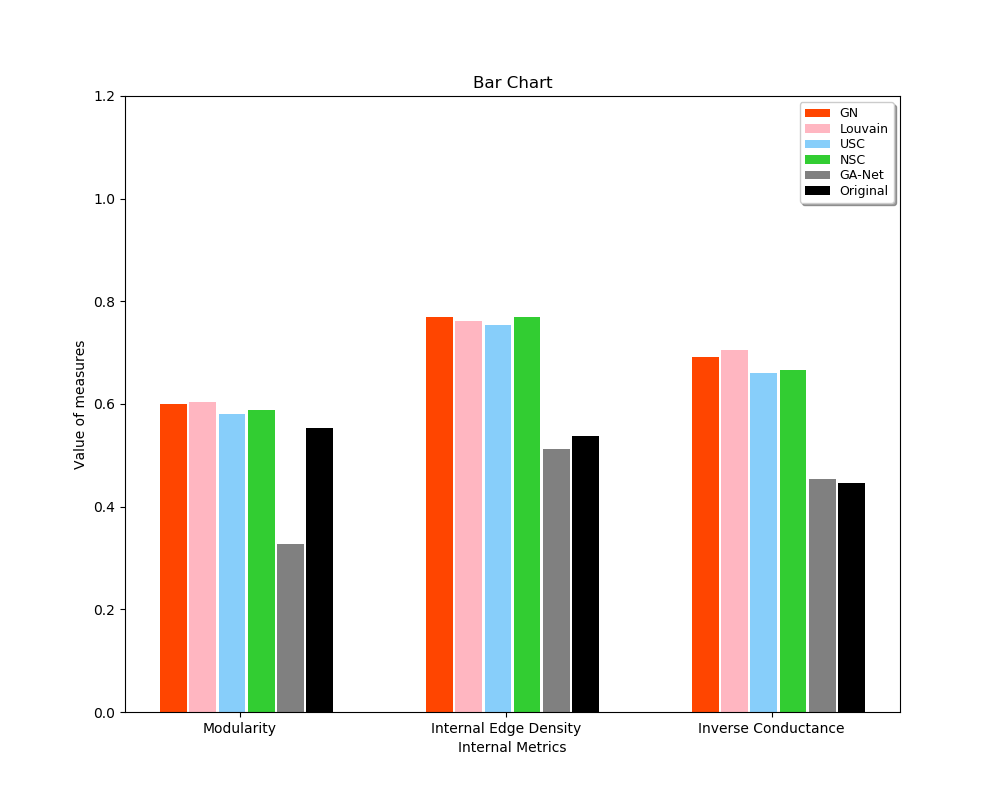 Bar Chart
1.2
1.0
0.8
0.6
0.4
0.2
0.0
Value of measures
GN
Louvain
USC
NSC
GA-Net
Original
Modularity
Internal Edge Density
Inverse Conductance
Internal Metrics